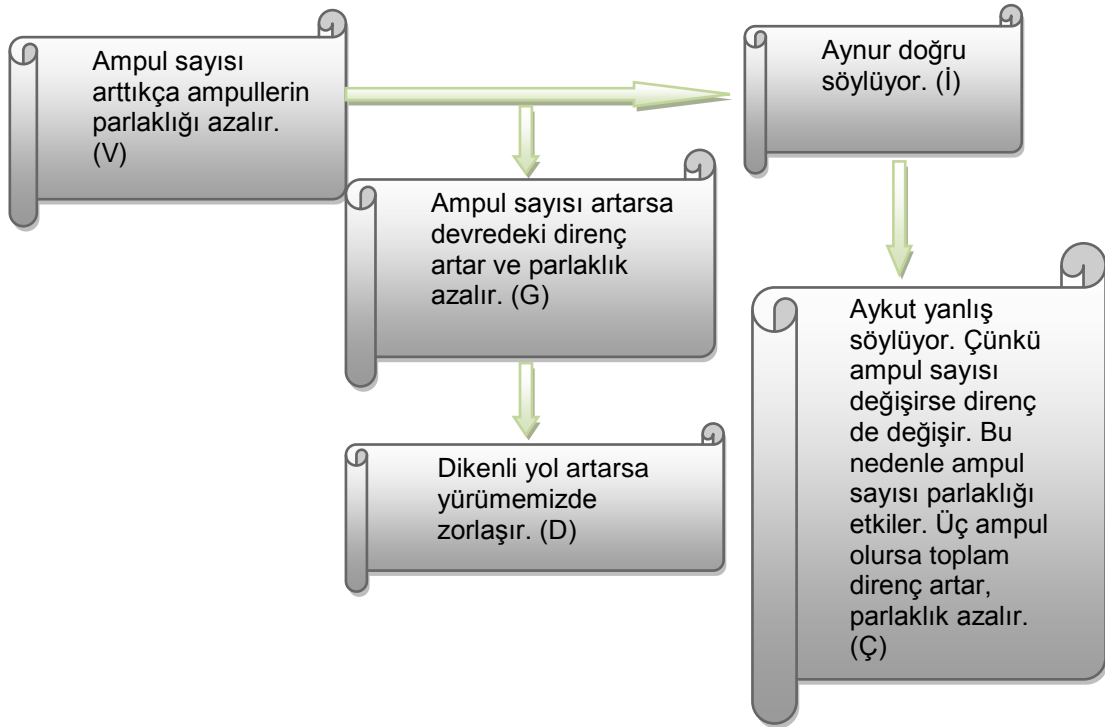 Ampul sayısı
arttıkça ampullerin
parlaklığı azalır.
(V)
Aynur doğru
söylüyor. (İ)
Ampul sayısı artarsa
devredeki direnç
artar ve parlaklık
azalır. (G)
Aykut yanlış
söylüyor. Çünkü
ampul sayısı
değişirse direnç
de değişir. Bu
nedenle ampul
sayısı parlaklığı
etkiler. Üç ampul
olursa toplam
direnç artar,
parlaklık azalır.
(Ç)
Dikenli yol artarsa
yürümemizde
zorlaşır. (D)